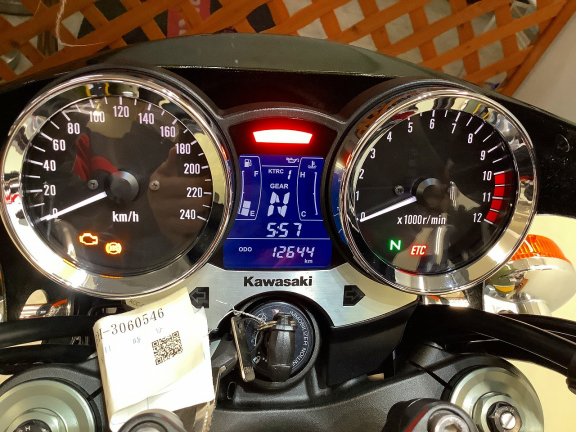 0 20 40 60 80 100 120 140 160 180 200 220 240
km/h
F KTRC 1 H
GEAR
E N C
5:57
ODO 12644
km
0 1 2 3 4 5 6 7 8 9 10 11 12
x1000r/min
N ETC
Kawasaki
1-3060546